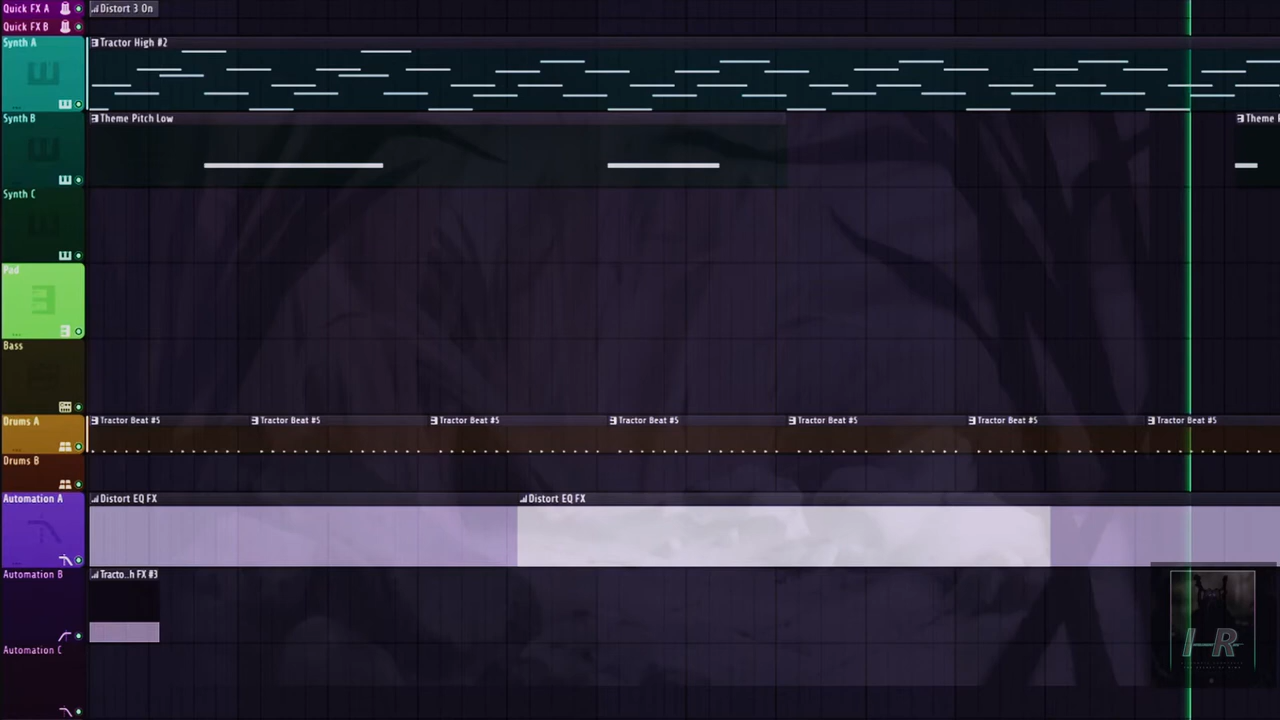 Quick FX A
Distort 3 On
Quick FX B
Synth A
Tractor High #2
Synth B
Theme Pitch Low
Theme
Synth C
Pad
Bass
Drums A
Tractor Beat #5
Tractor Beat #5
Tractor Beat #5
Tractor Beat #5
Tractor Beat #5
Tractor Beat #5
Tractor Beat #5
Drums B
Automation A
Distort EQ FX
Distort EQ FX
Automation B
Tracto..h FX #3
I-R
Automation C